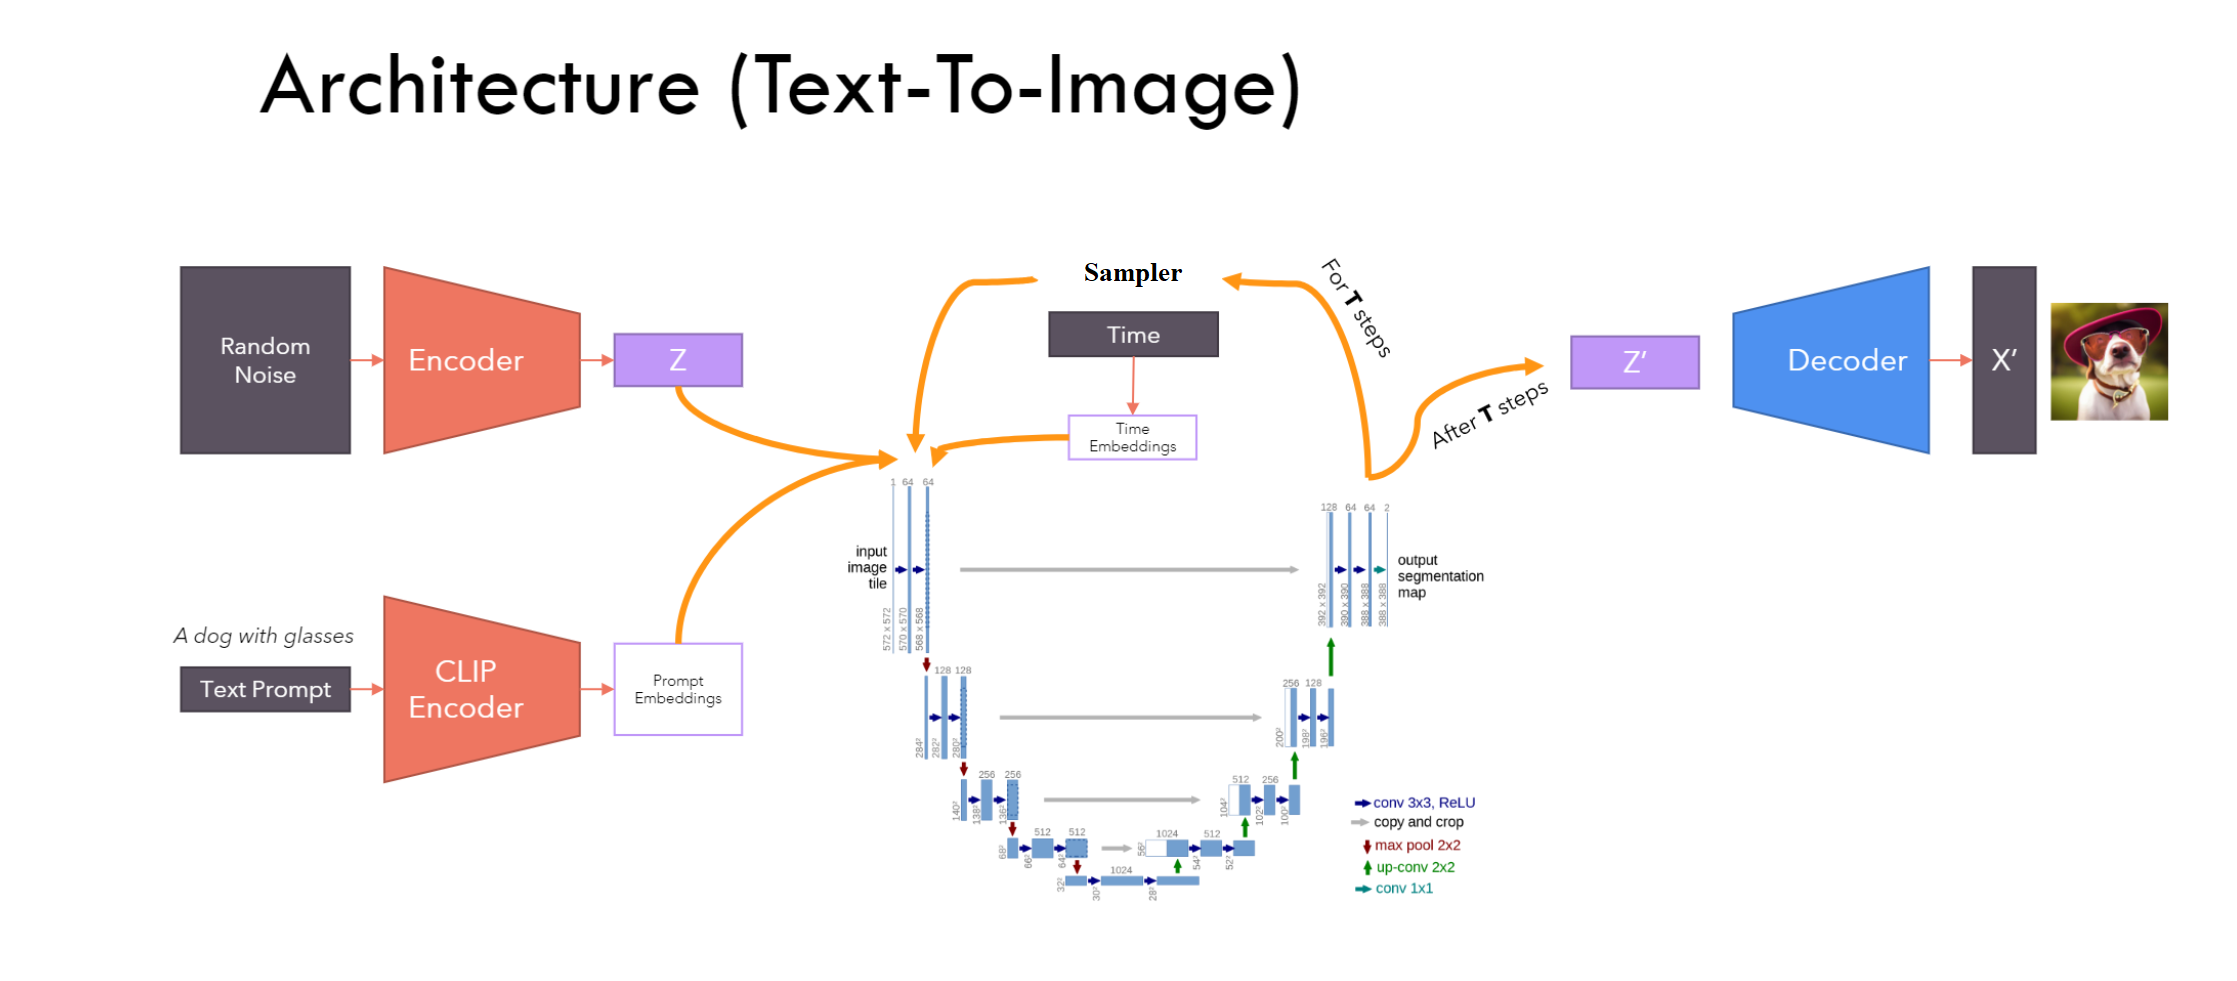 Architecture (Text-To-Image)
Random
Noise
Encoder
Z
Sampler
Time
Time
Embeddings
For T steps
After T steps
Z’
Decoder
X’
A dog with glasses
Text Prompt
CLIP
Encoder
Prompt
Embeddings
1 64 64
input
image
tile
572 x 572
570 x 570
568 x 568
128 128
284²
282²
280²
256 256
140²
138²
136²
512 512
68²
66²
64²
1024
32²
30²
28²
1024 512
56²
54²
52²
512 256
104²
102²
100²
256 128
200²
198²
196²
128 64 64 2
392 x 392
390 x 390
388 x 388
388 x 388
output
segmentation
map
conv 3x3, ReLU
copy and crop
max pool 2x2
up-conv 2x2
conv 1x1